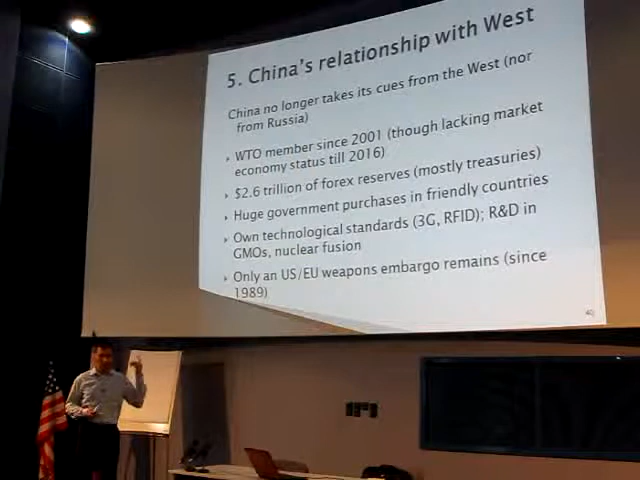 5. China's relationship with West
China no longer takes its cues from the West (nor
from Russia)
WTO member since 2001 (though lacking market
economy status till 2016)
$2.6 trillion of forex reserves (mostly treasuries)
Huge government purchases in friendly countries
Own technological standards (3G, RFID); R&D in
GMOs, nuclear fusion
Only an US/EU weapons embargo remains (since
1989)
40